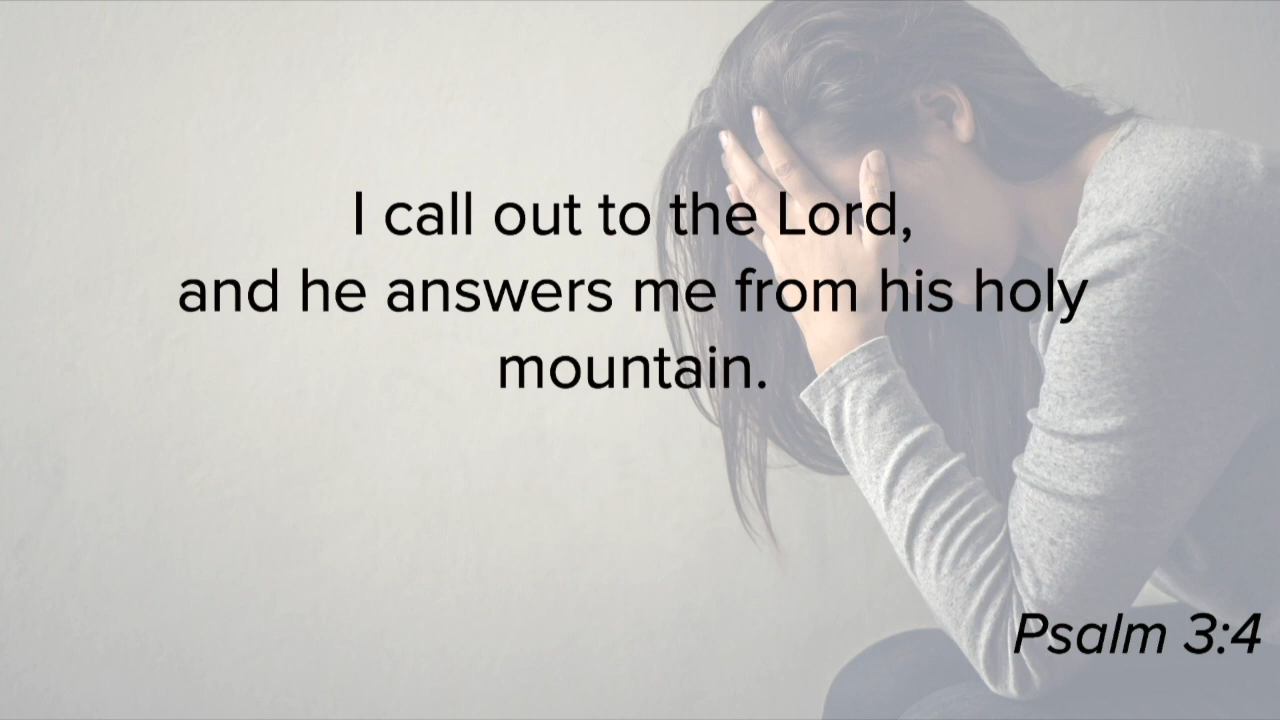 I call out to the Lord,
and he answers me from his holy
mountain.
Psalm 3:4